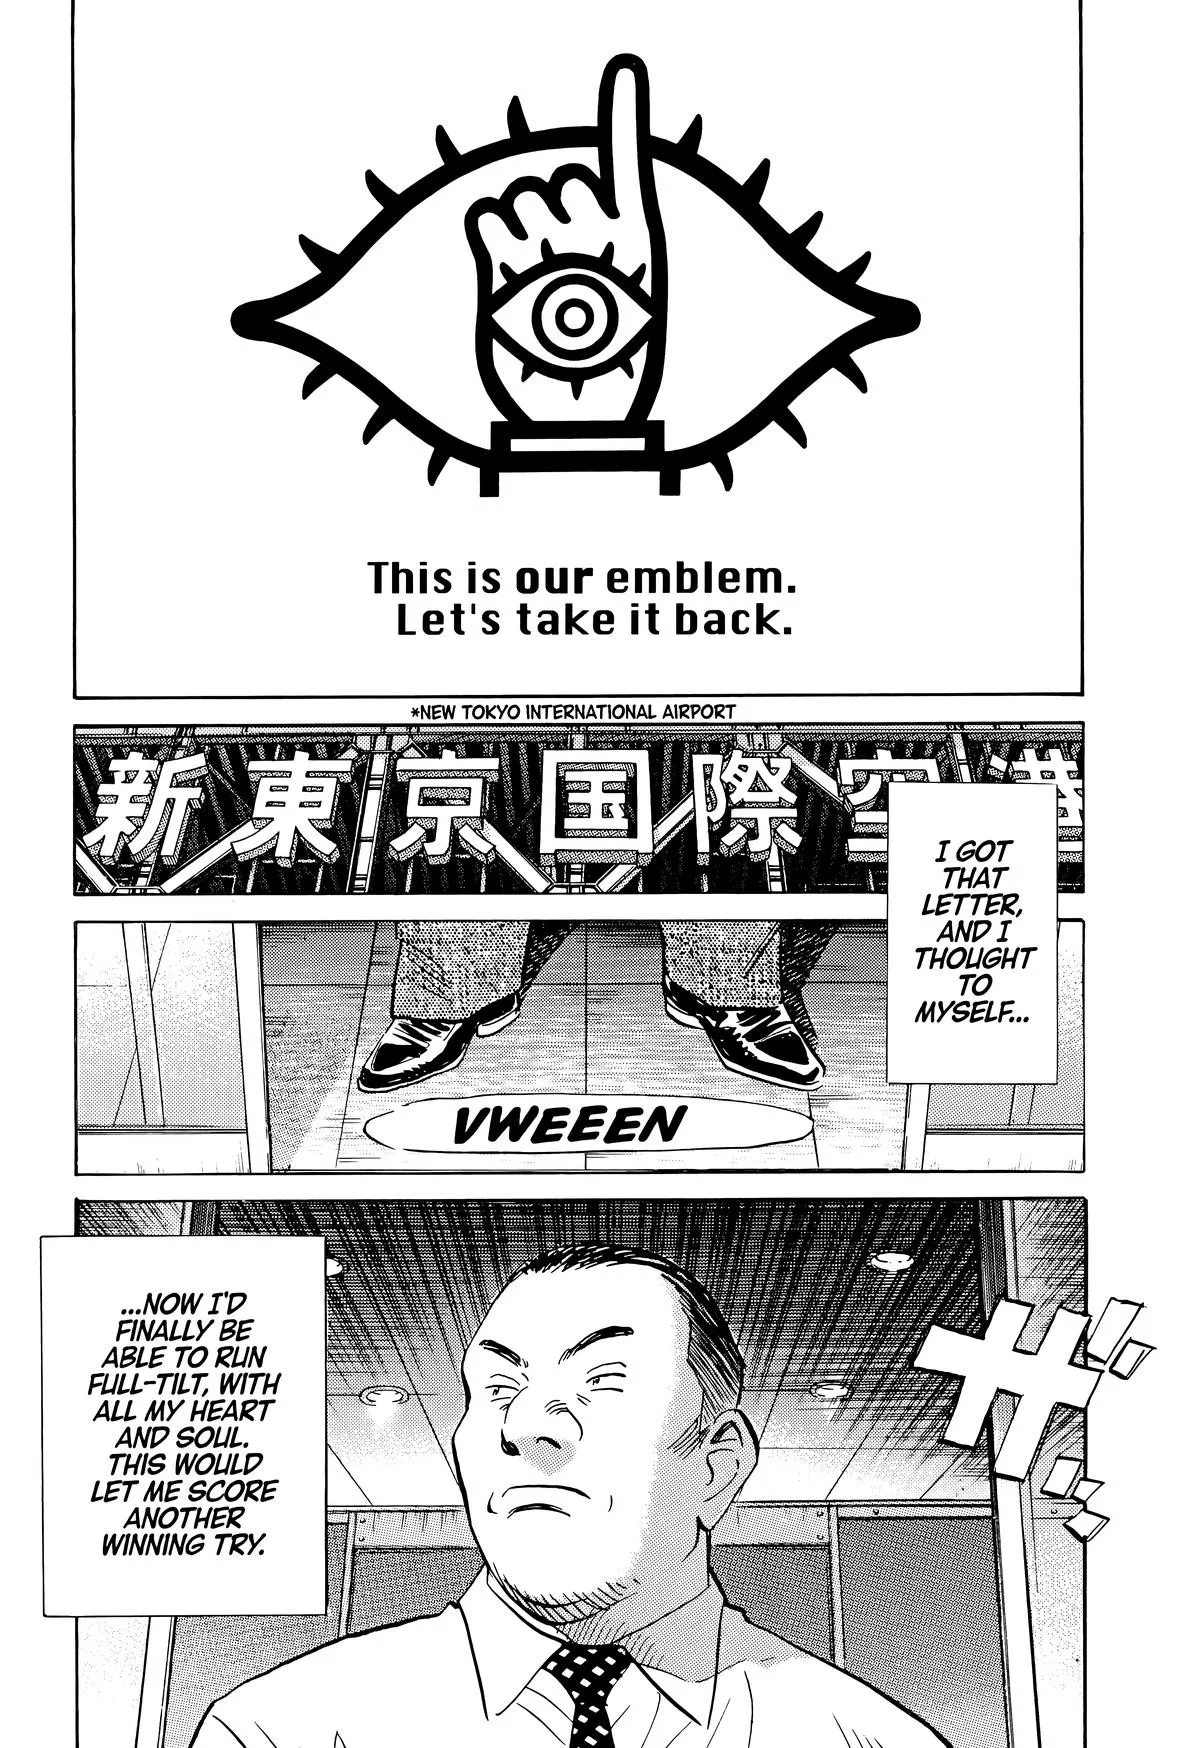 This is our emblem.
Let's take it back.
*NEW TOKYO INTERNATIONAL AIRPORT
新東京国際空港
I GOT
THAT
LETTER,
AND I
THOUGHT
TO
MYSELF...
VWEEEN
...NOW I'D
FINALLY BE
ABLE TO RUN
FULL-TILT, WITH
ALL MY HEART
AND SOUL.
THIS WOULD
LET ME SCORE
ANOTHER
WINNING TRY.